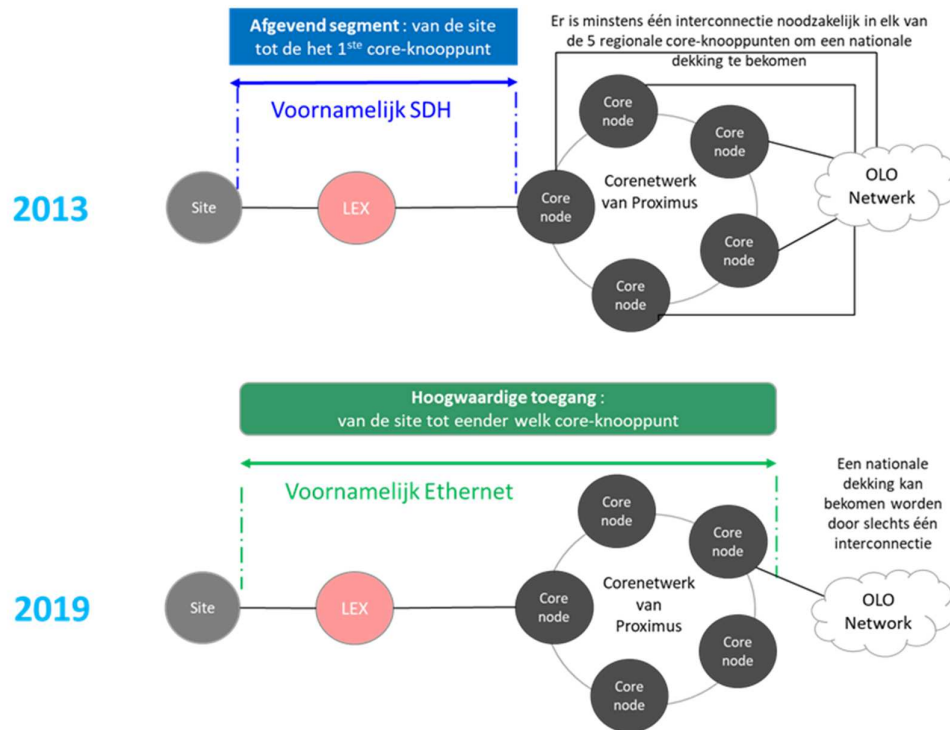 Afgevend segment : van de site
tot de het 1ste core-knooppunt
Er is minstens één interconnectie noodzakelijk in elk van
de 5 regionale core-knooppunten om een nationale
dekking te bekomen
Voornamelijk SDH
2013
Site
LEX
Core
node
Core
node
Core
node
Core
node
Core
node
Corenetwerk
van Proximus
OLO
Netwerk
Hoogwaardige toegang :
van de site tot eender welk core-knooppunt
Voornamelijk Ethernet
Een nationale
dekking kan
bekomen worden
door slechts één
interconnectie
2019
Site
LEX
Core
node
Core
node
Core
node
Core
node
Core
node
Corenetwerk
van
Proximus
OLO
Network